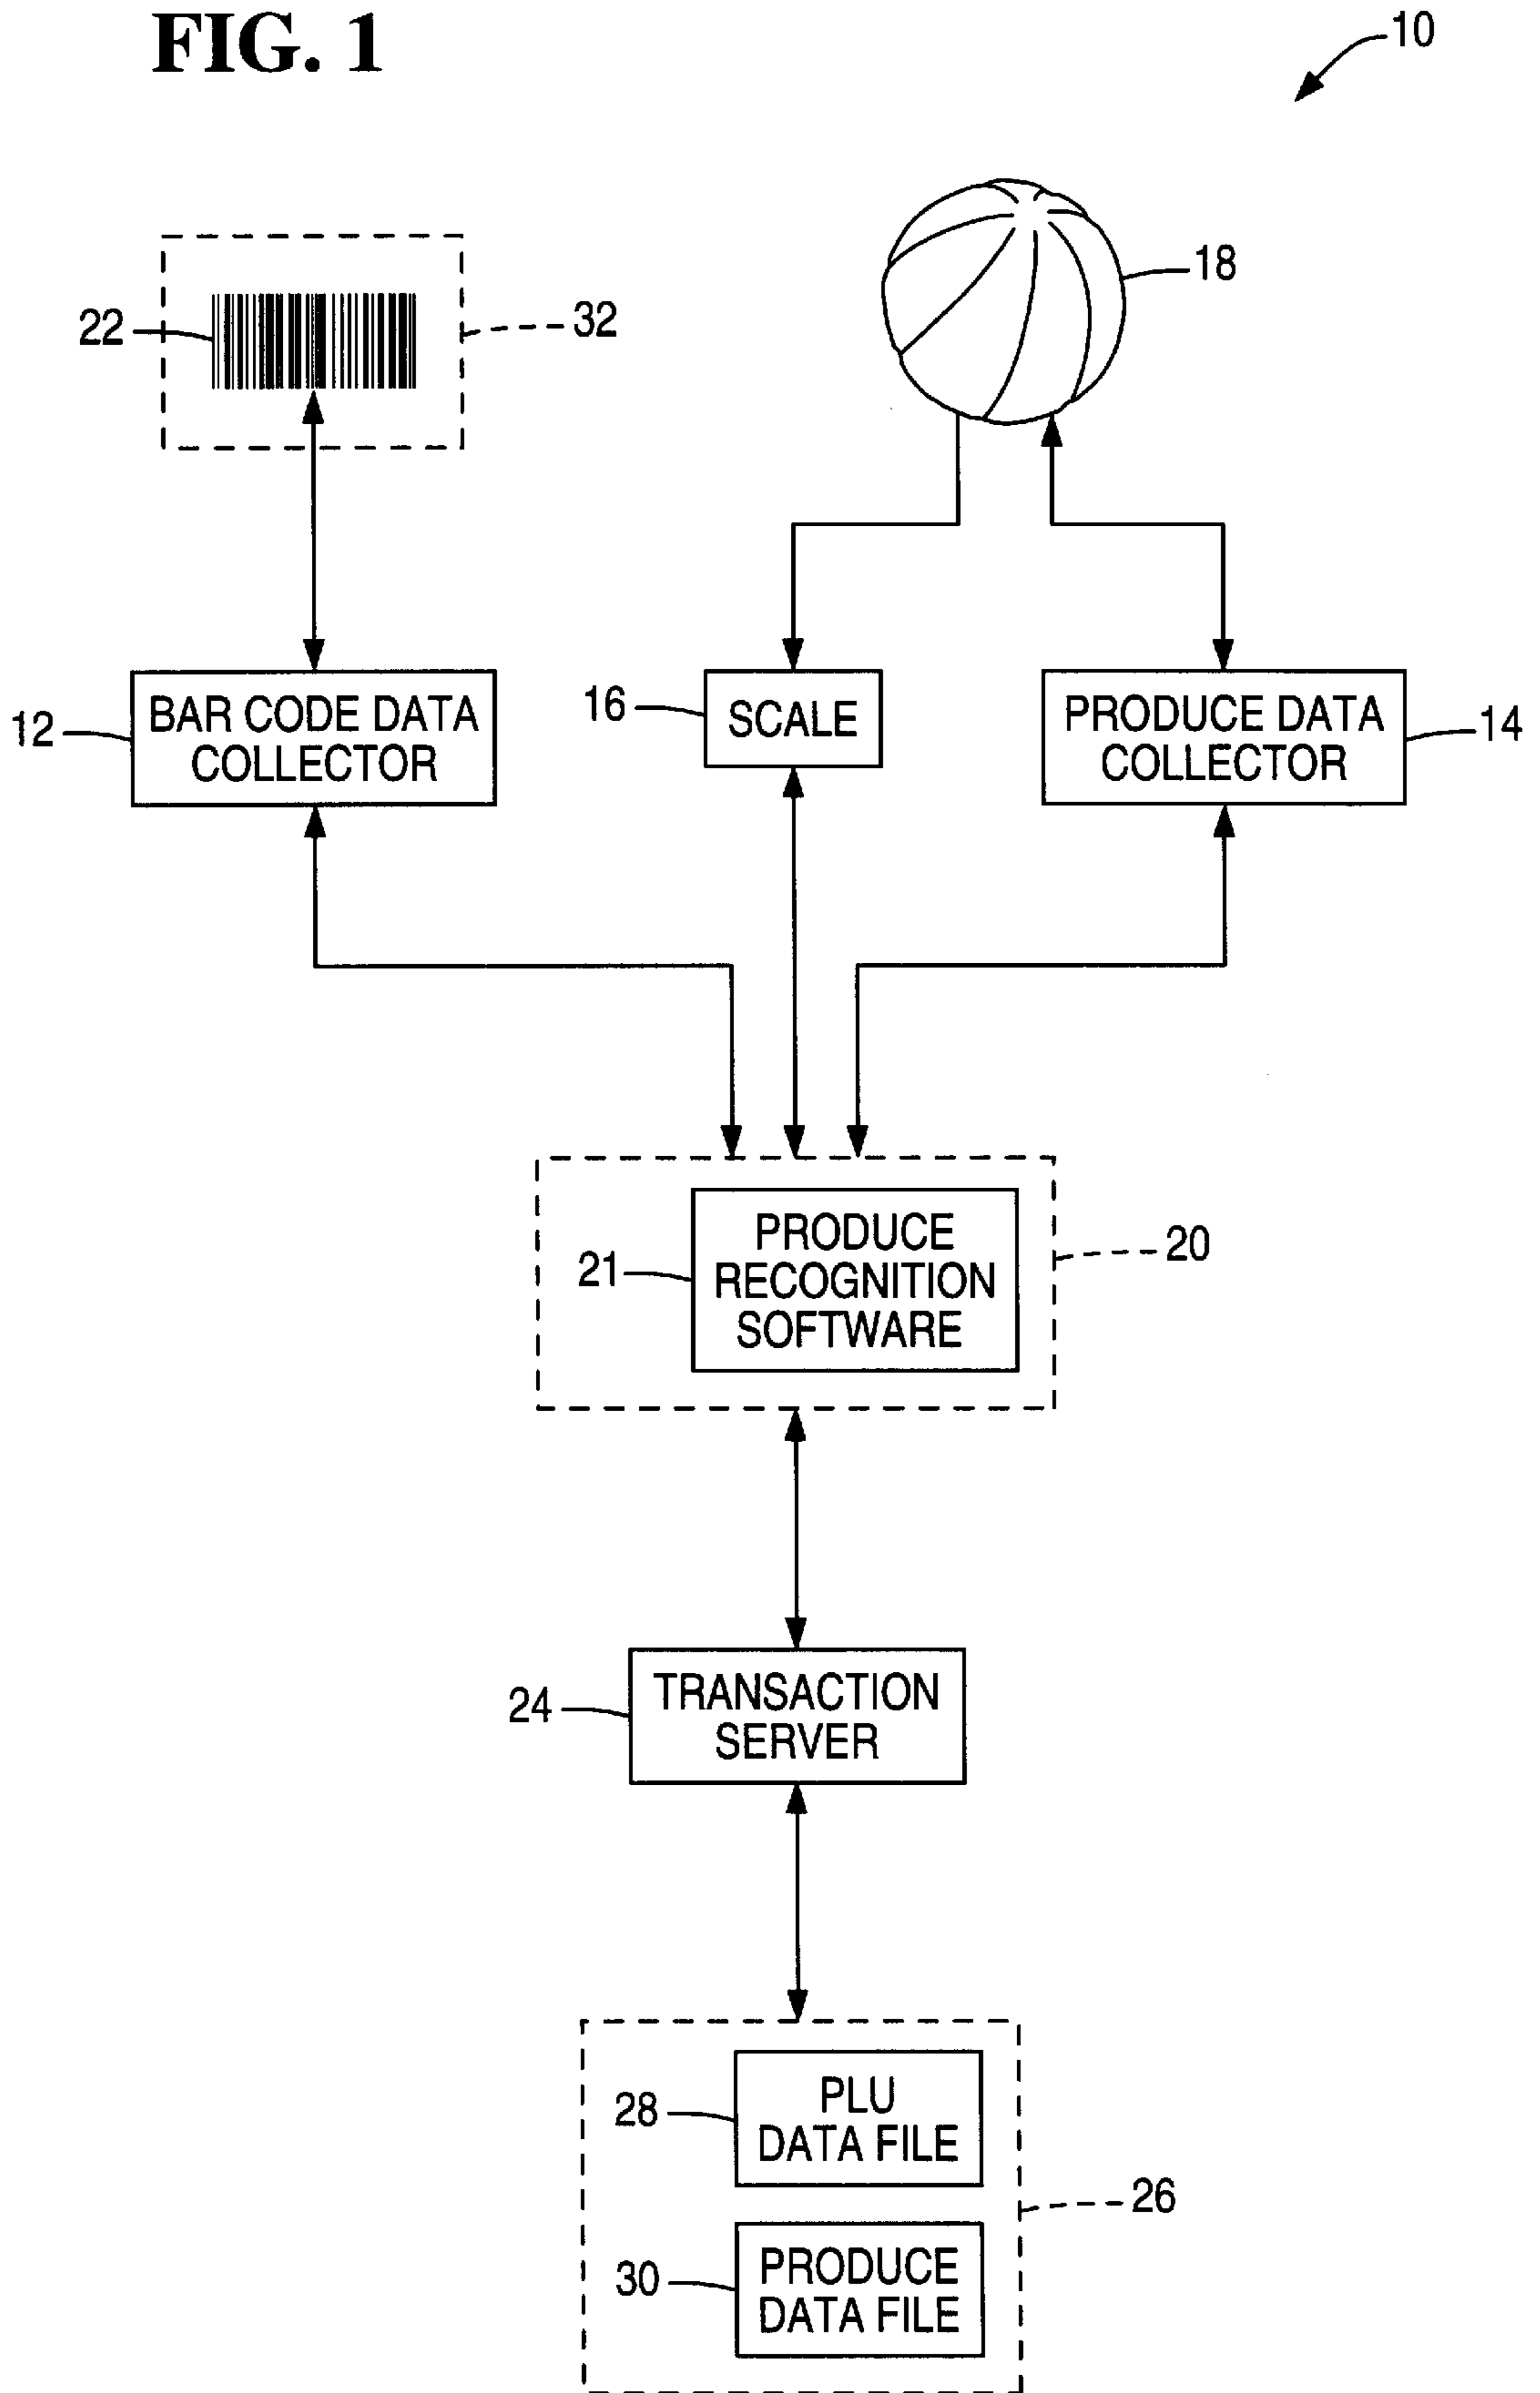 FIG. 1
10
18
22
32
12
BAR CODE DATA
COLLECTOR
16
SCALE
PRODUCE DATA
COLLECTOR
14
21
PRODUCE
RECOGNITION
SOFTWARE
20
24
TRANSACTION
SERVER
28
PLU
DATA FILE
26
30
PRODUCE
DATA FILE